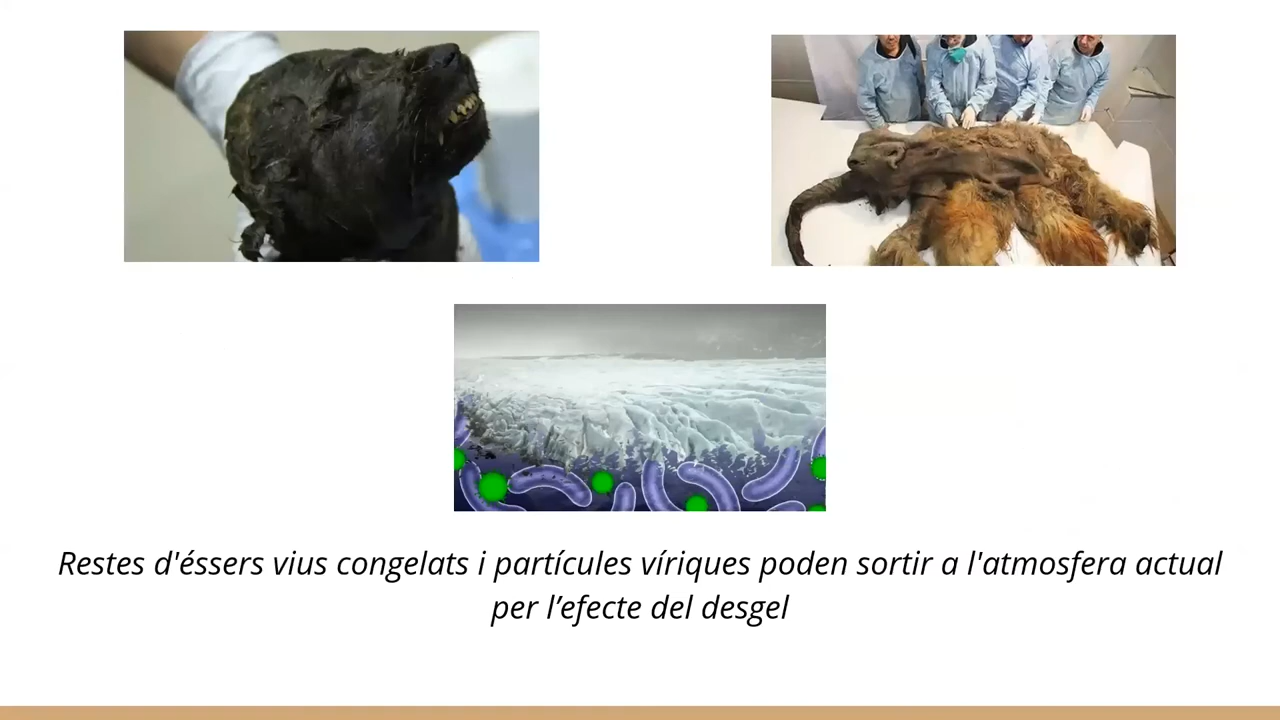 Restes d'éssers vius congelats i partícules víriques poden sortir a l'atmosfera actual
per l’efecte del desgel